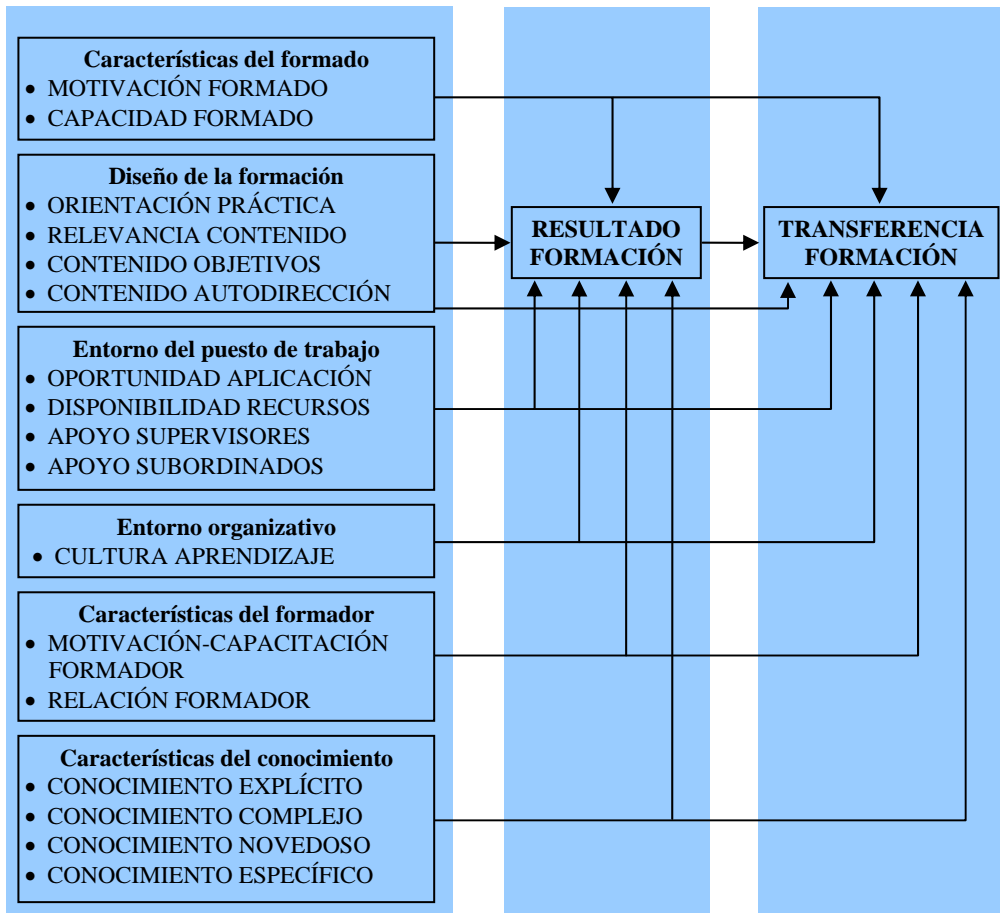 Características del formado
• MOTIVACIÓN FORMADO
• CAPACIDAD FORMADO
Diseño de la formación
• ORIENTACIÓN PRÁCTICA
• RELEVANCIA CONTENIDO
• CONTENIDO OBJETIVOS
• CONTENIDO AUTODIRECCIÓN
Entorno del puesto de trabajo
• OPORTUNIDAD APLICACIÓN
• DISPONIBILIDAD RECURSOS
• APOYO SUPERVISORES
• APOYO SUBORDINADOS
Entorno organizativo
• CULTURA APRENDIZAJE
Características del formador
• MOTIVACIÓN-CAPACITACIÓN
FORMADOR
• RELACIÓN FORMADOR
Características del conocimiento
• CONOCIMIENTO EXPLÍCITO
• CONOCIMIENTO COMPLEJO
• CONOCIMIENTO NOVEDOSO
• CONOCIMIENTO ESPECÍFICO
RESULTADO
FORMACIÓN
TRANSFERENCIA
FORMACIÓN